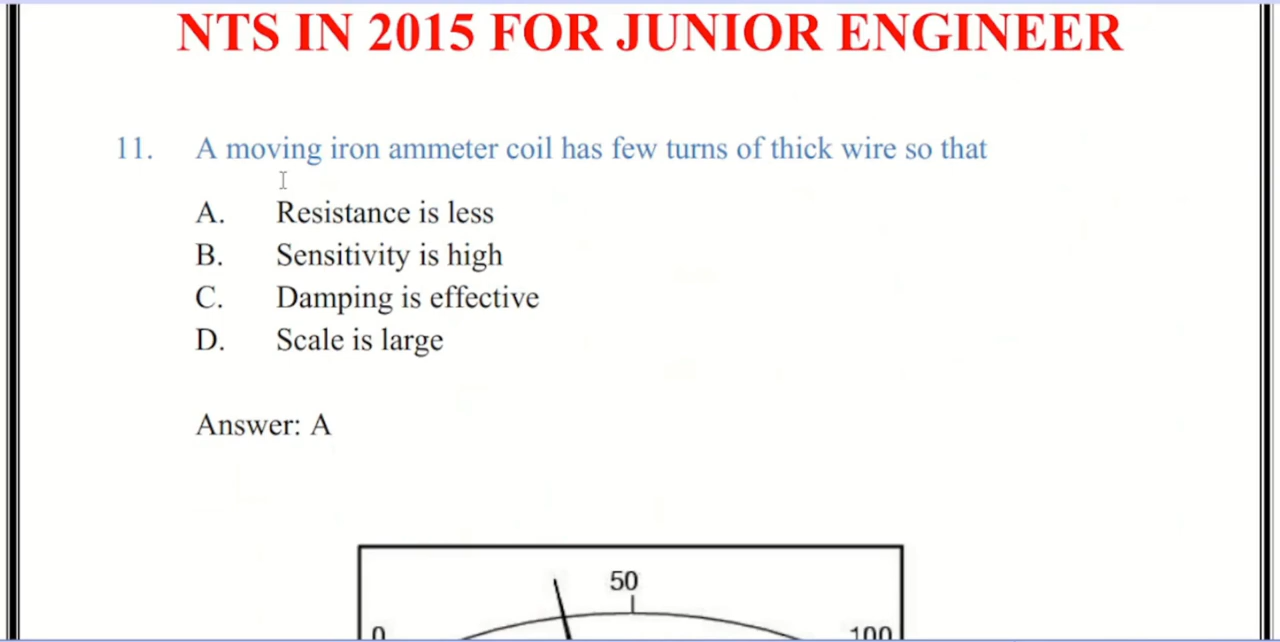 NTS IN 2015 FOR JUNIOR ENGINEER
11. A moving iron ammeter coil has few turns of thick wire so that
A. Resistance is less
B. Sensitivity is high
C. Damping is effective
D. Scale is large
Answer: A
50
0 100